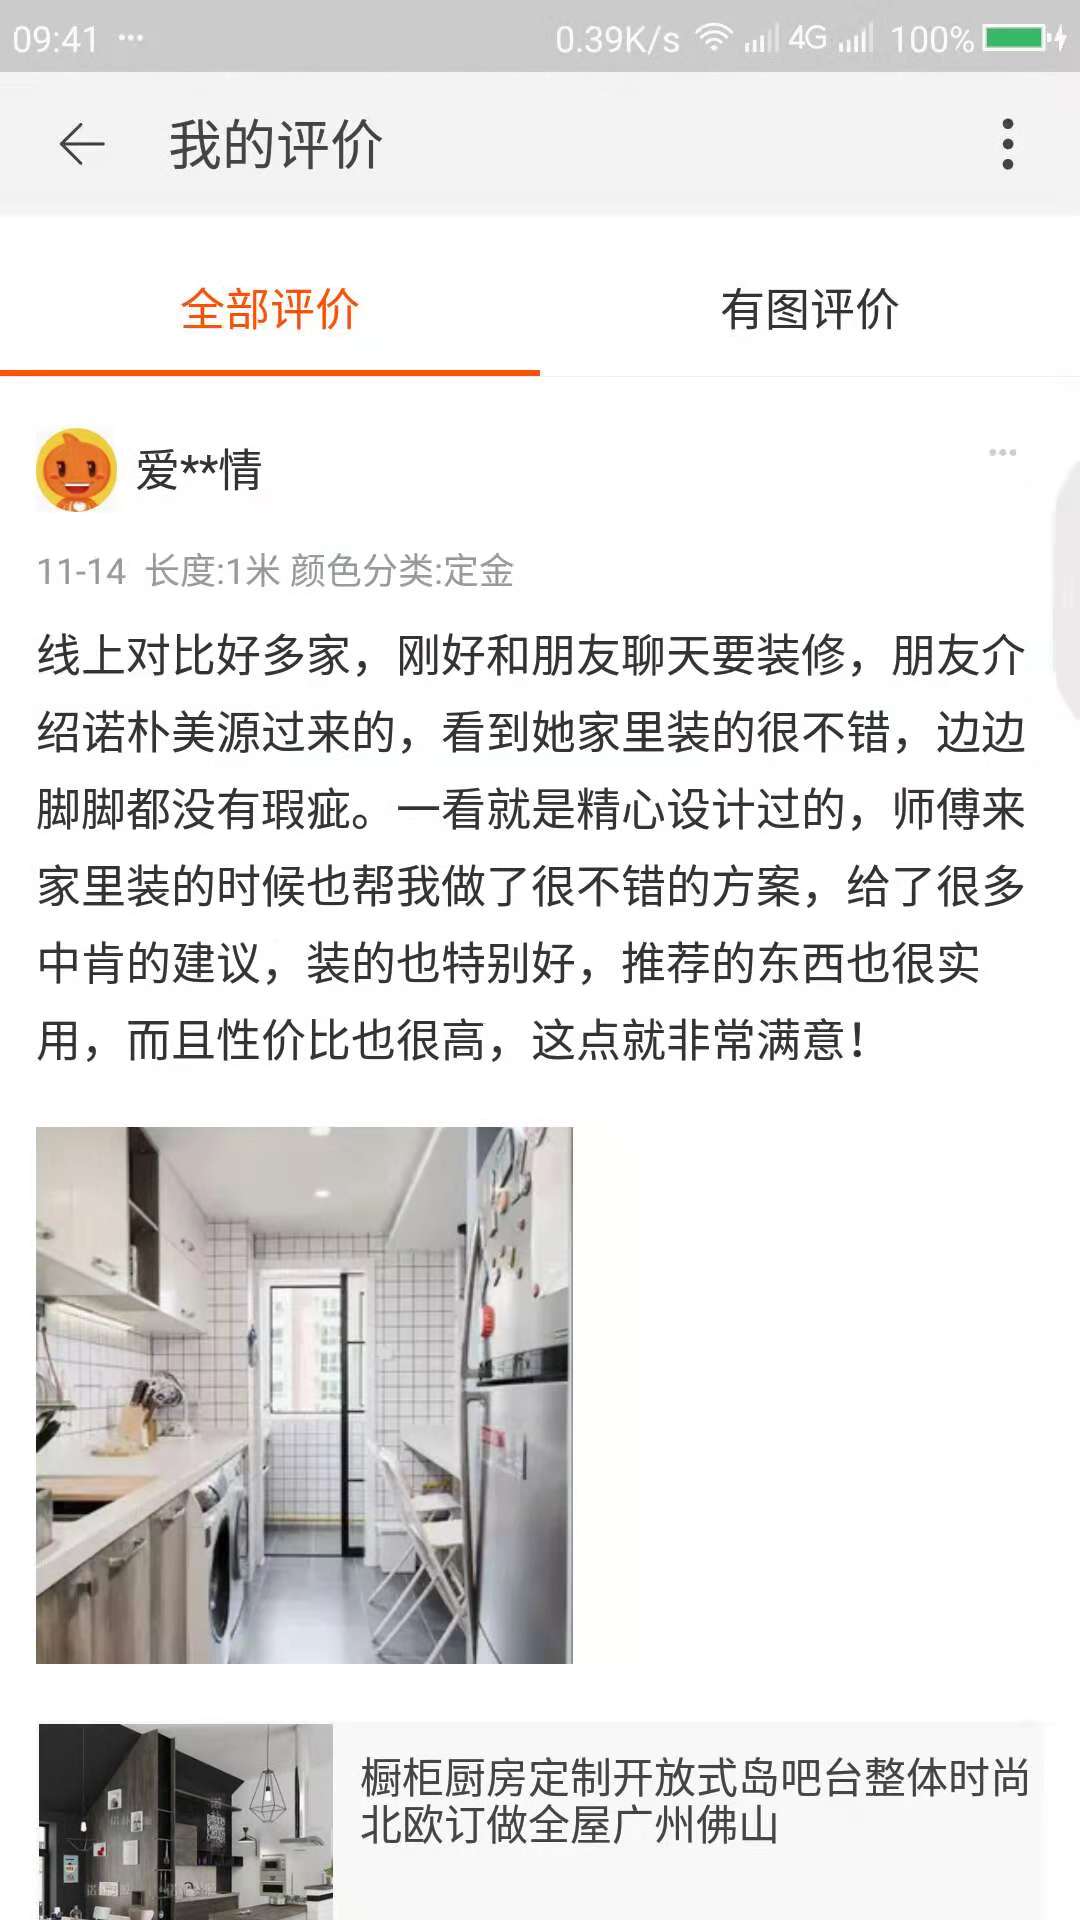 09:41 ... 0.39K/s 4G 100%
我的评价
全部评价 有图评价
爱**情
11-14 长度:1米 颜色分类:定金
线上对比好多家，刚好和朋友聊天要装修，朋友介
绍诺朴美源过来的，看到她家里装的很不错，边边
脚脚都没有瑕疵。一看就是精心设计过的，师傅来
家里装的时候也帮我做了很不错的方案，给了很多
中肯的建议，装的也特别好，推荐的东西也很实
用，而且性价比也很高，这点就非常满意！
橱柜厨房定制开放式岛吧台整体时尚
北欧订做全屋广州佛山